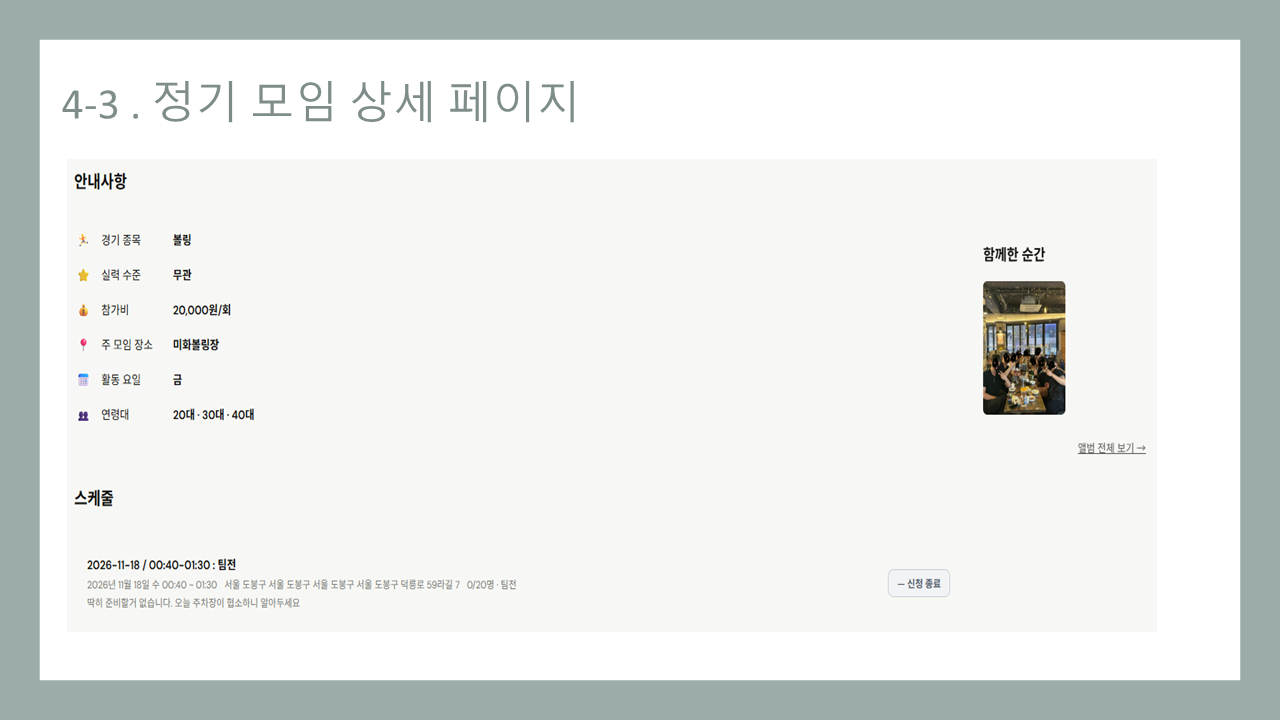 4-3 . 정기 모임 상세 페이지
안내사항
경기 종목 볼링
실력 수준 무관
참가비 20,000원/회
주 모임 장소 미화볼링장
활동 요일 금
연령대 20대 · 30대 · 40대
함께한 순간
앨범 전체 보기 →
스케줄
2026-11-18 / 00:40-01:30 : 팀전
2026년 11월 18일 수 00:40 ~ 01:30 서울 도봉구 서울 도봉구 서울 도봉구 서울 도봉구 덕릉로 59라길 7 0/20명 · 팀전
딱히 준비할거 없습니다. 오늘 주차장이 협소하니 알아두세요
– 신청 종료